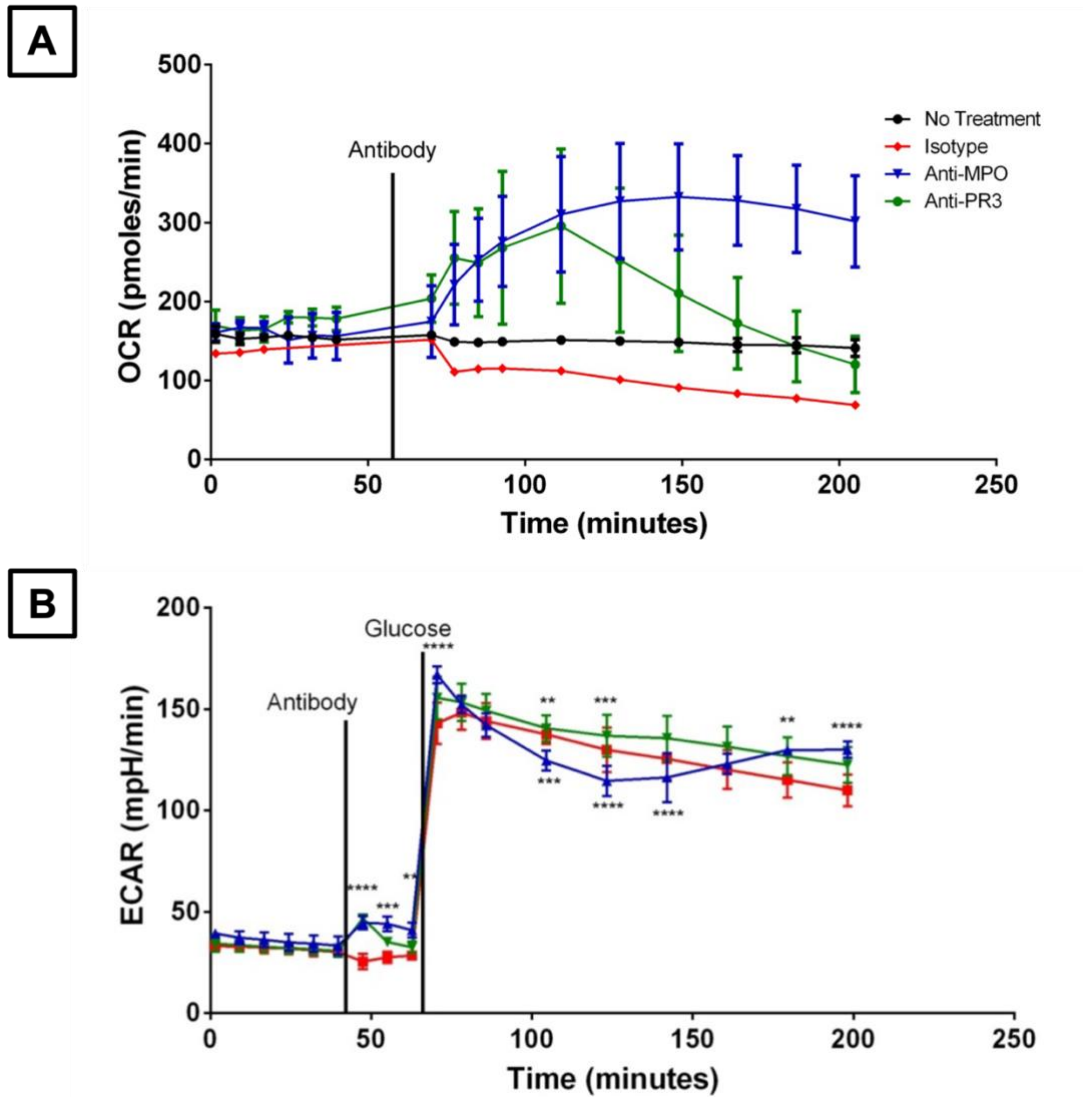 A
500
400
300
200
100
0
OCR (pmoles/min)
Antibody
No Treatment
Isotype
Anti-MPO
Anti-PR3
0 50 100 150 200 250
Time (minutes)
B
200
150
100
50
0
ECAR (mpH/min)
Antibody
Glucose
****
***
**
****
**
***
***
****
****
**
****
0 50 100 150 200 250
Time (minutes)